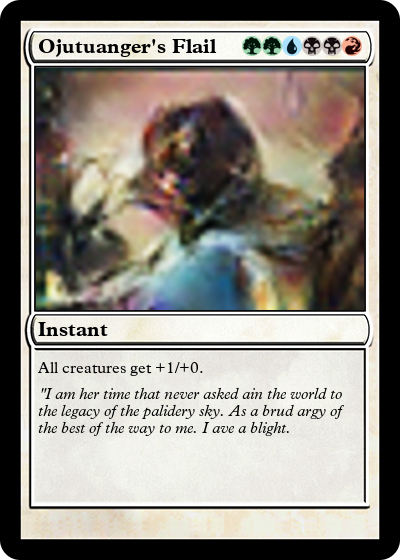 Ojutuanger's Flail
Instant
All creatures get +1/+0.
"I am her time that never asked ain the world to
the legacy of the palidery sky. As a brud argy of
the best of the way to me. I ave a blight.